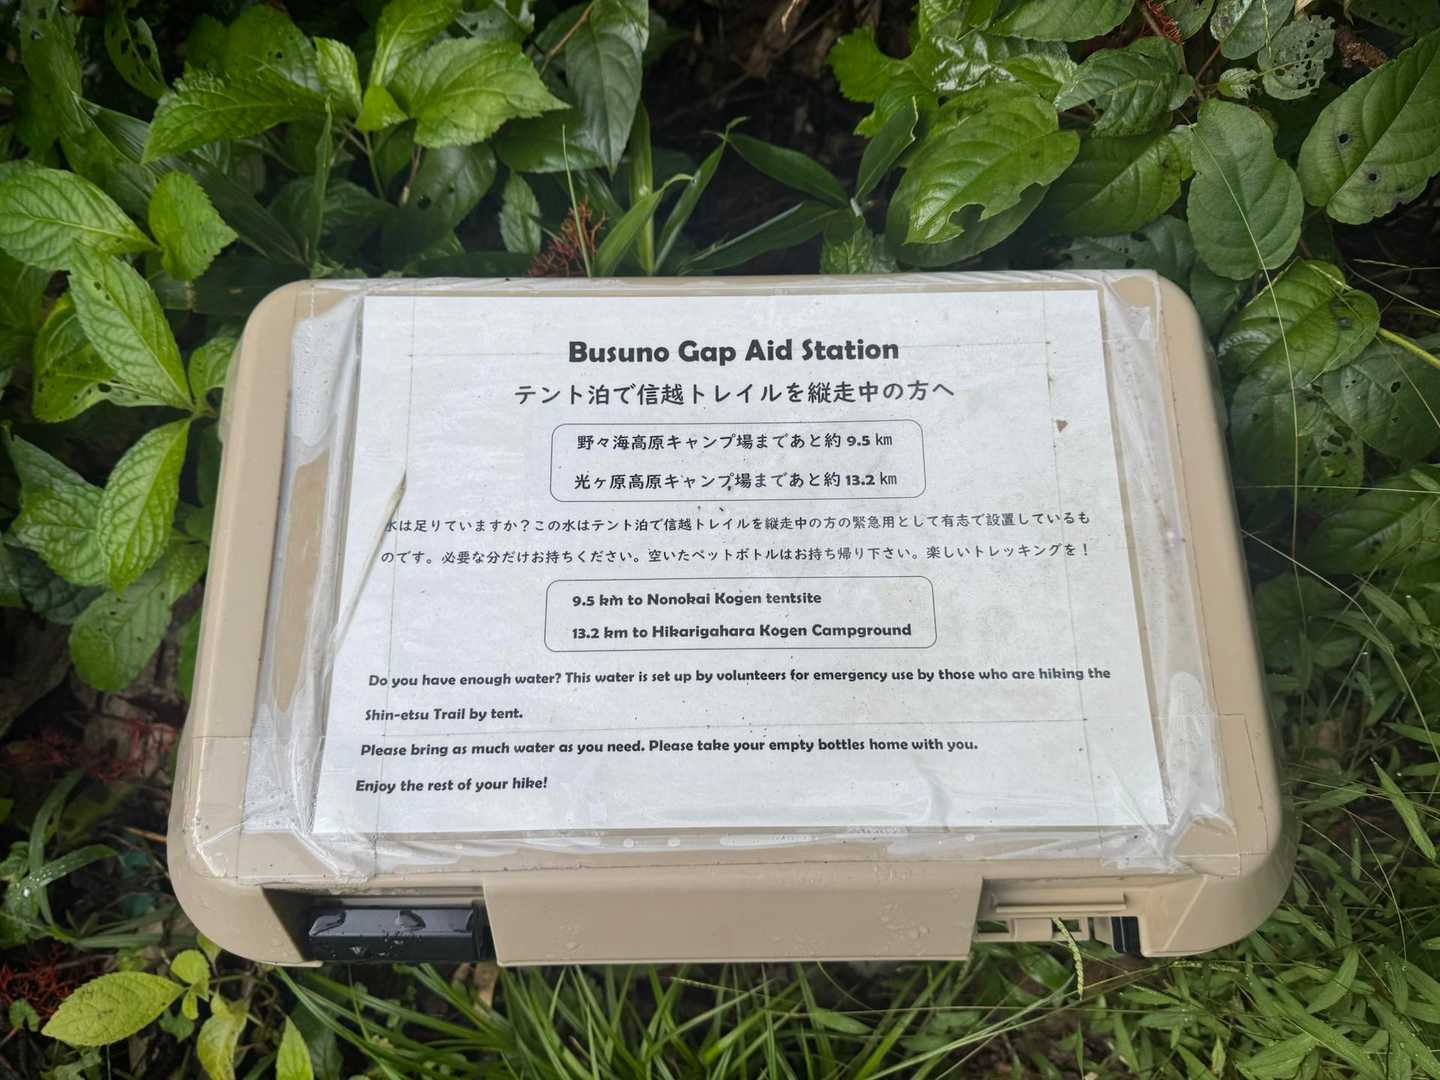 Busuno Gap Aid Station
テント泊で信越トレイルを縦走中の方へ
野々海高原キャンプ場まであと約 9.5 ㎞
光ヶ原高原キャンプ場まであと約 13.2 ㎞
水は足りていますか？この水はテント泊で信越トレイルを縦走中の方の緊急用として有志で設置しているも
のです。必要な分だけお持ちください。空いたペットボトルはお持ち帰り下さい。楽しいトレッキングを！
9.5 km to Nonokai Kogen tentsite
13.2 km to Hikarigahara Kogen Campground
Do you have enough water? This water is set up by volunteers for emergency use by those who are hiking the
Shin-etsu Trail by tent.
Please bring as much water as you need. Please take your empty bottles home with you.
Enjoy the rest of your hike!